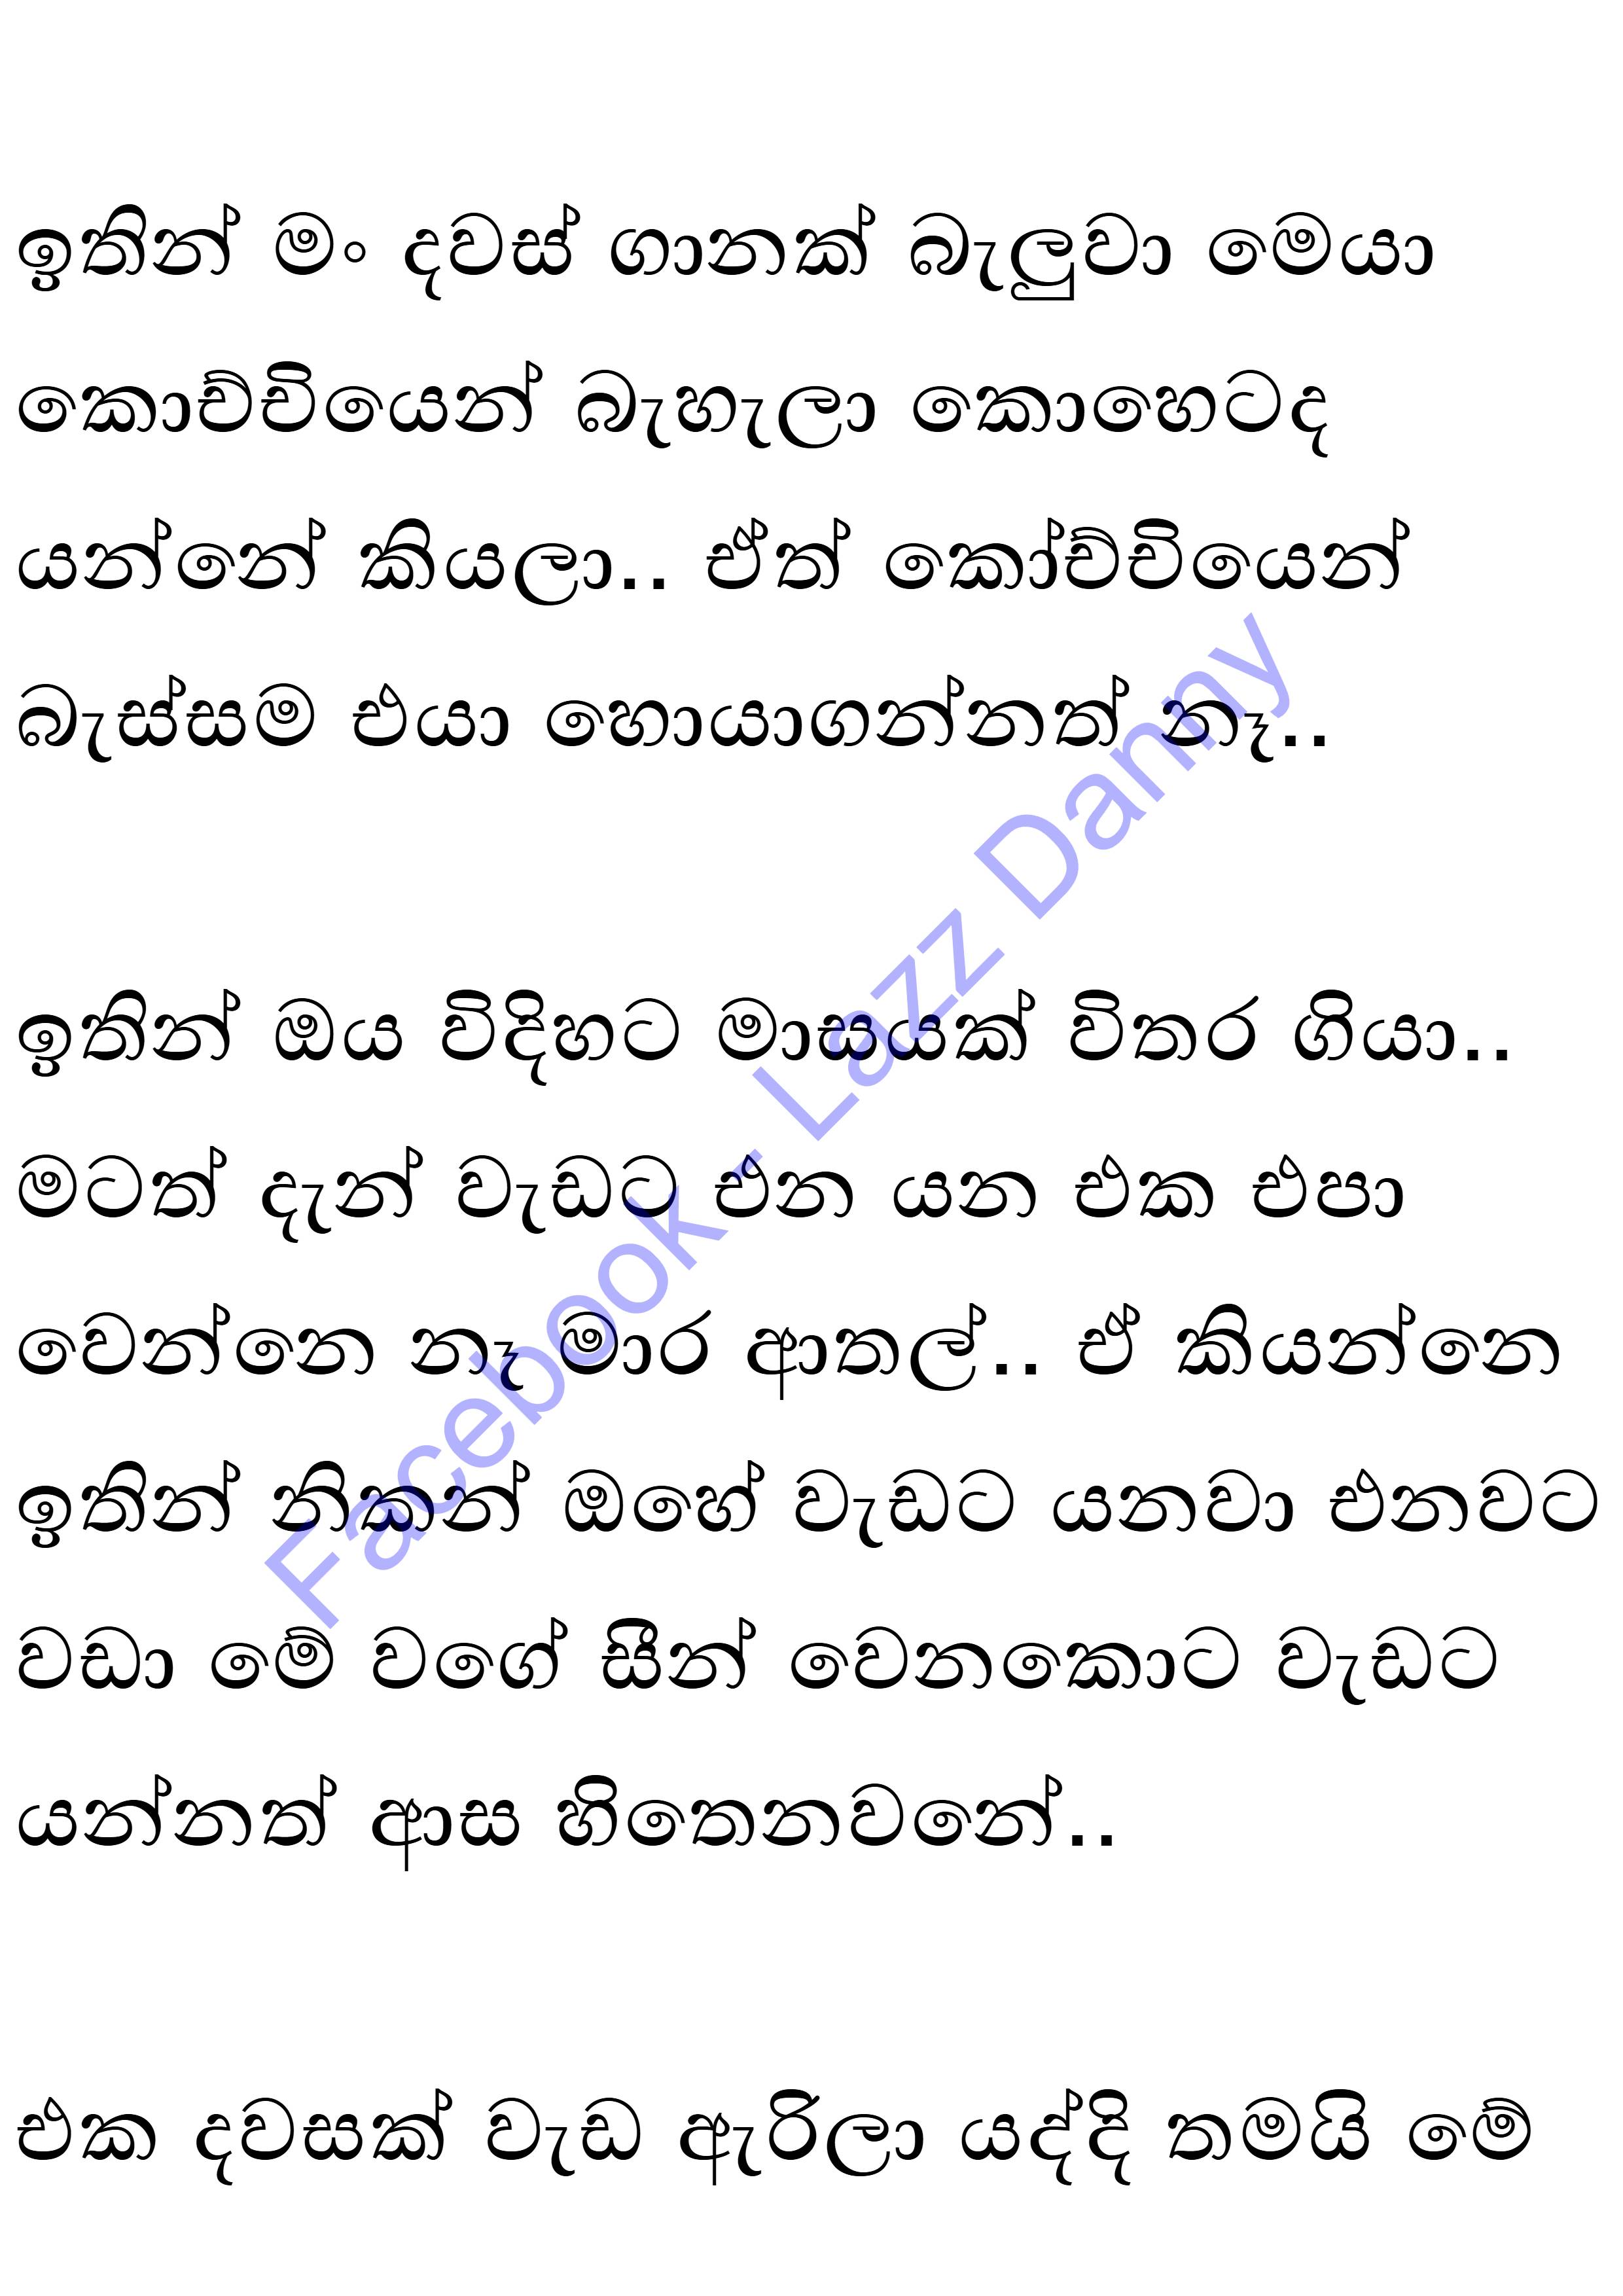 ඉතින් මං දවස් ගානක් බැලුවා මෙයා
කොච්චියෙන් බැහැලා කොහෙටද
යන්නේ කියලා.. ඒත් කෝච්චියෙන්
බැස්සම එයා හොයාගන්නත් නෑ..
ඉතින් ඔය විදිහට මාසයක් විතර ගියා..
මටත් දැන් වැඩට එන යන එක එපා
වෙන්නෙ නෑ මාර ආතල්.. ඒ කියන්නෙ
ඉතින් නිකන් ඔහේ වැඩට යනවා එනවට
වඩා මේ වගේ සීන් වෙනකොට වැඩට
යන්නත් ආස හිතෙනවනේ..
එක දවසක් වැඩ ඇරිලා යද්දි තමයි මේ
Facebook - Lazz Danny